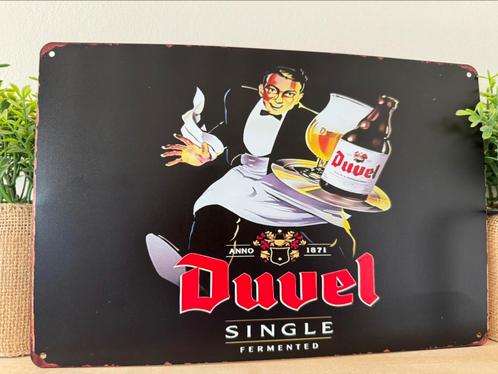 Duvel
ANNO 1871
Duvel
SINGLE
FERMENTED